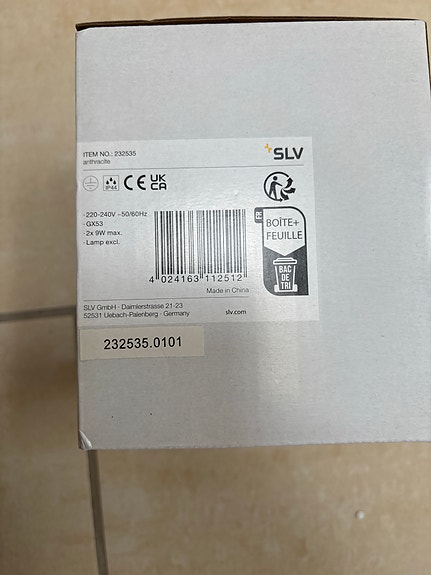 ITEM NO.: 232535
anthracite
SLV
IP44
CE UK CA
220-240V ~50/60Hz
GX53
2x 9W max.
Lamp excl.
4 024163 112512
Made in China
FR
BOÎTE+
FEUILLE
BAC
DE
TRI
SLV GmbH · Daimlerstrasse 21-23
52531 Uebach-Palenberg · Germany
slv.com
232535.0101